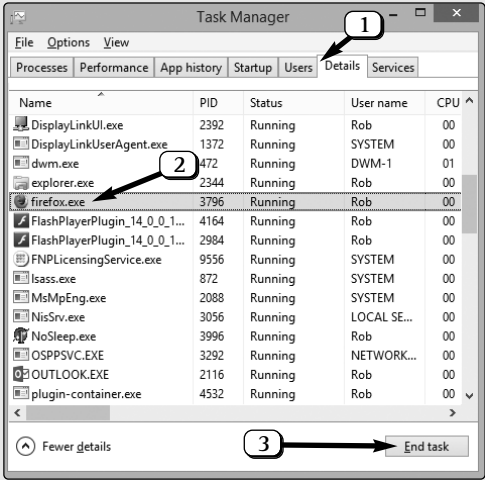 Task Manager
1
File Options View
Processes Performance App history Startup Users Details Services
Name PID Status User name CPU
DisplayLinkUI.exe 2392 Running Rob 00
DisplayLinkUserAgent.exe 1372 Running SYSTEM 00
dwm.exe 472 Running DWM-1 01
2
explorer.exe 2344 Running Rob 00
firefox.exe 3796 Running Rob 00
FlashPlayerPlugin_14_0_0_1... 4164 Running Rob 00
FlashPlayerPlugin_14_0_0_1... 2984 Running Rob 00
FNPLicensingService.exe 9556 Running SYSTEM 00
lsass.exe 872 Running SYSTEM 00
MsMpEng.exe 2088 Running SYSTEM 00
NisSrv.exe 3056 Running LOCAL SE... 00
NoSleep.exe 3996 Running Rob 00
OSPPSVC.EXE 3292 Running NETWORK... 00
OUTLOOK.EXE 2116 Running Rob 00
plugin-container.exe 4532 Running Rob 00
Fewer details 3 End task